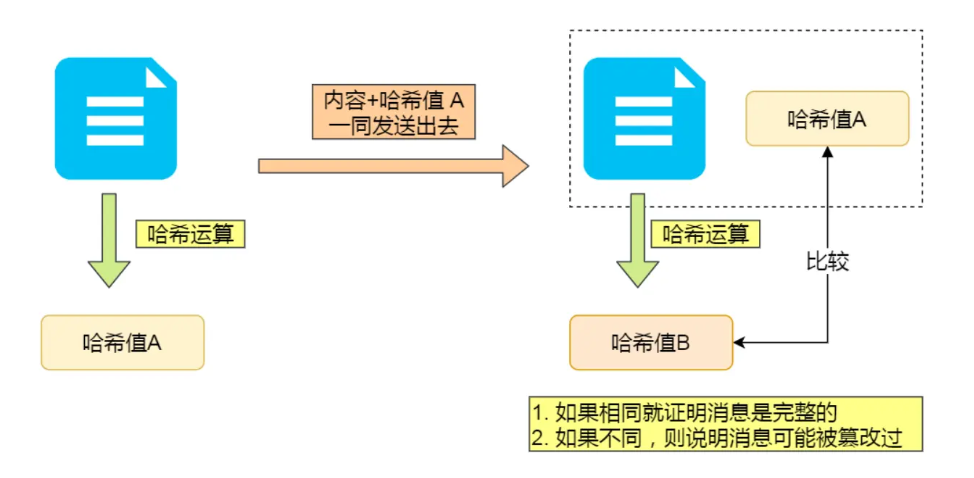 内容+哈希值 A
一同发送出去
哈希值A
哈希运算
哈希运算
比较
哈希值A
哈希值B
1. 如果相同就证明消息是完整的
2. 如果不同，则说明消息可能被篡改过